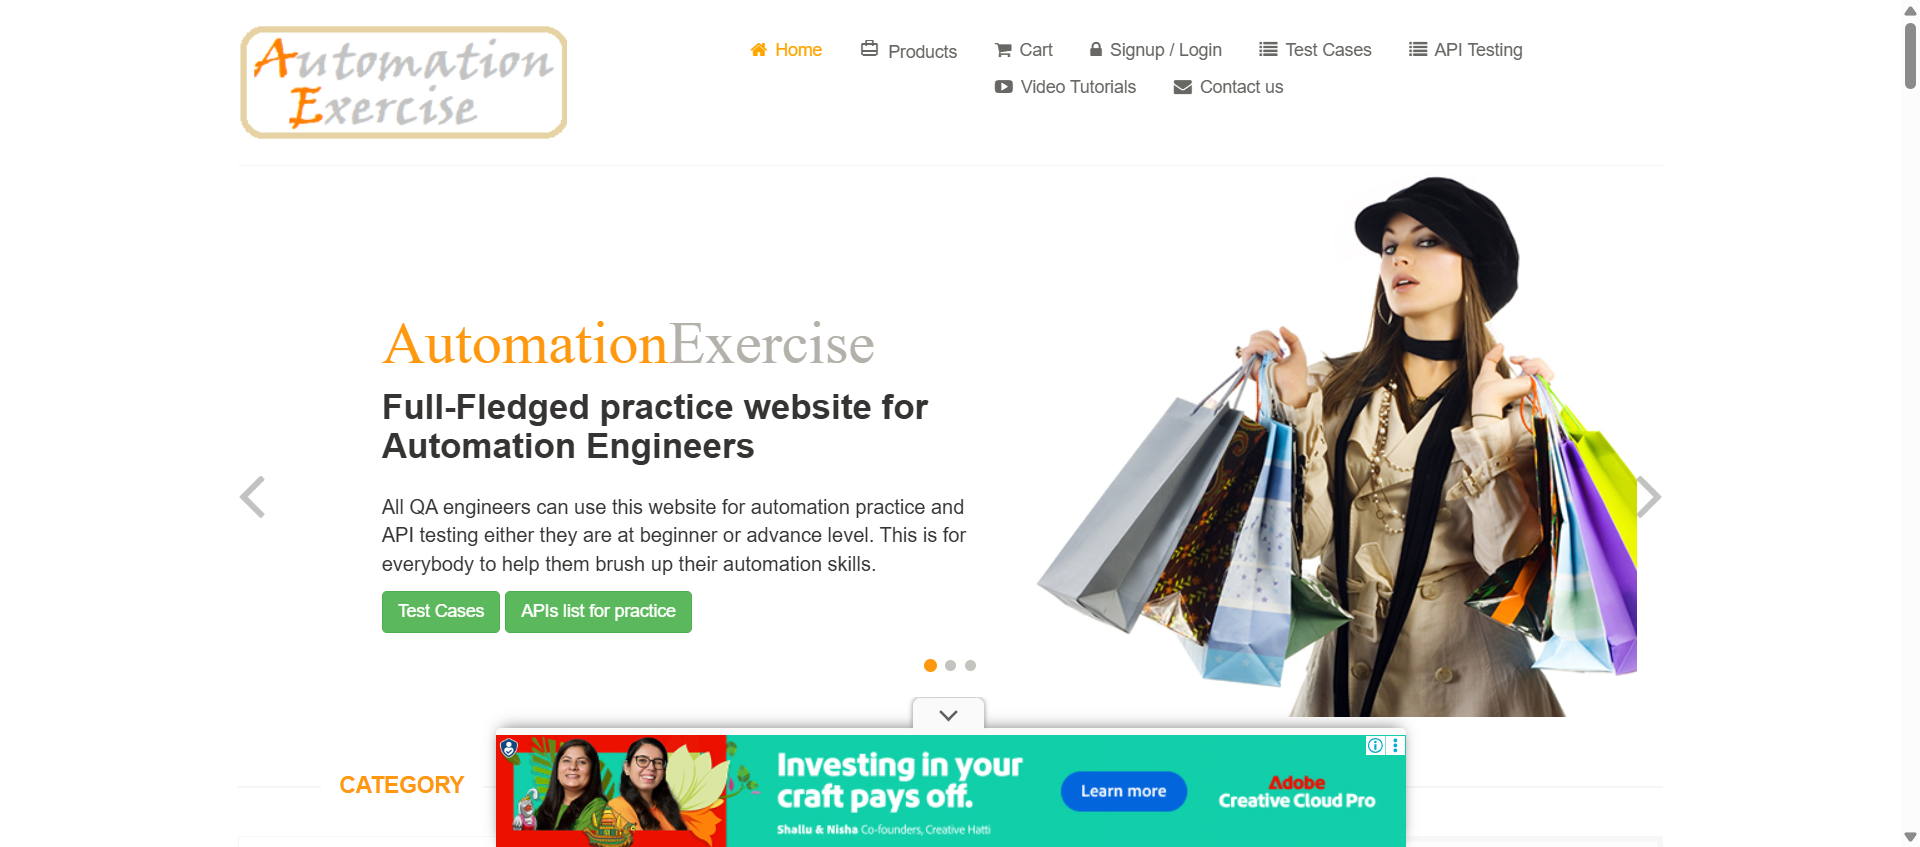 Automation
Exercise
Home
Products
Cart
Signup / Login
Test Cases
API Testing
Video Tutorials
Contact us
AutomationExercise
Full-Fledged practice website for
Automation Engineers
All QA engineers can use this website for automation practice and
API testing either they are at beginner or advance level. This is for
everybody to help them brush up their automation skills.
Test Cases
APIs list for practice
CATEGORY
Investing in your
craft pays off.
Shallu & Nisha Co-founders, Creative Hatti
Learn more
Adobe
Creative Cloud Pro